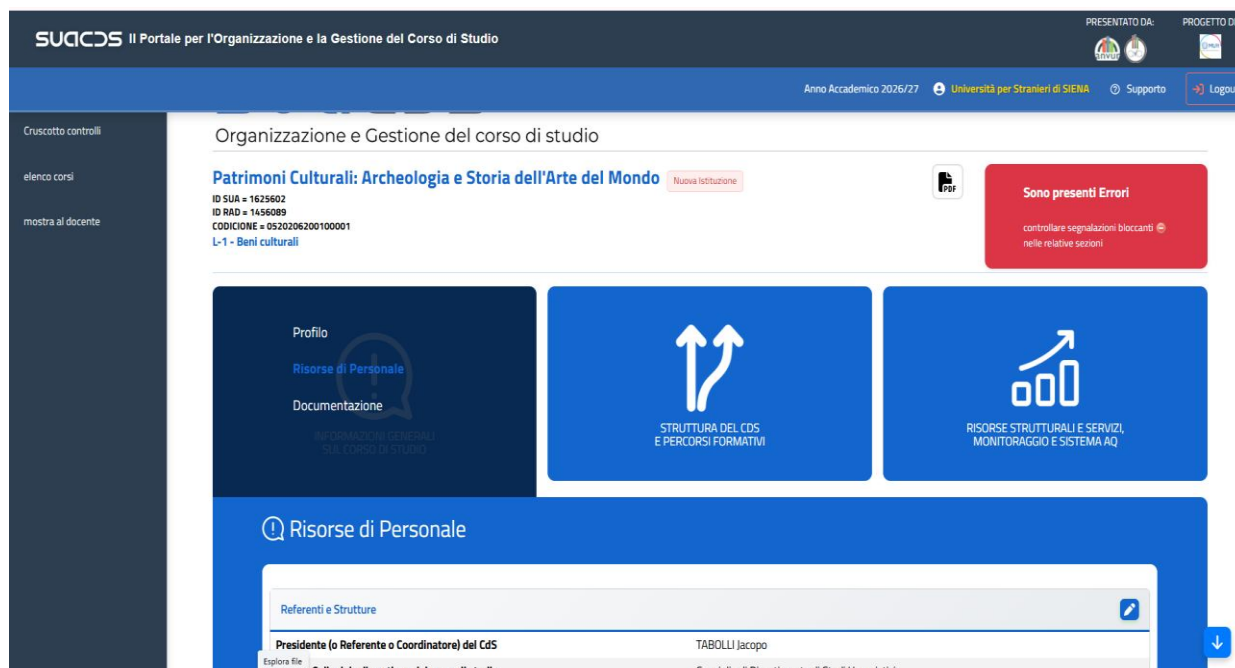 PRESENTATO DA:
PROGETTO DI
SUACDS Il Portale per l'Organizzazione e la Gestione del Corso di Studio
anvur
Anno Accademico 2026/27
Università per Stranieri di SIENA
Supporto
Logou
Cruscotto controlli
elenco corsi
mostra al docente
Organizzazione e Gestione del corso di studio
Patrimoni Culturali: Archeologia e Storia dell'Arte del Mondo
Nuova Istituzione
ID SUA = 1625602
ID RAD = 1456089
CODICIONE = 0520206200100001
L-1 - Beni culturali
PDF
Sono presenti Errori
controllare segnalazioni bloccanti
nelle relative sezioni
Profilo
Risorse di Personale
Documentazione
INFORMAZIONI GENERALI
SUL CORSO DI STUDIO
STRUTTURA DEL CDS
E PERCORSI FORMATIVI
RISORSE STRUTTURALI E SERVIZI,
MONITORAGGIO E SISTEMA AQ
Risorse di Personale
Referenti e Strutture
Presidente (o Referente o Coordinatore) del CdS
TABOLLI Jacopo
Esplora file